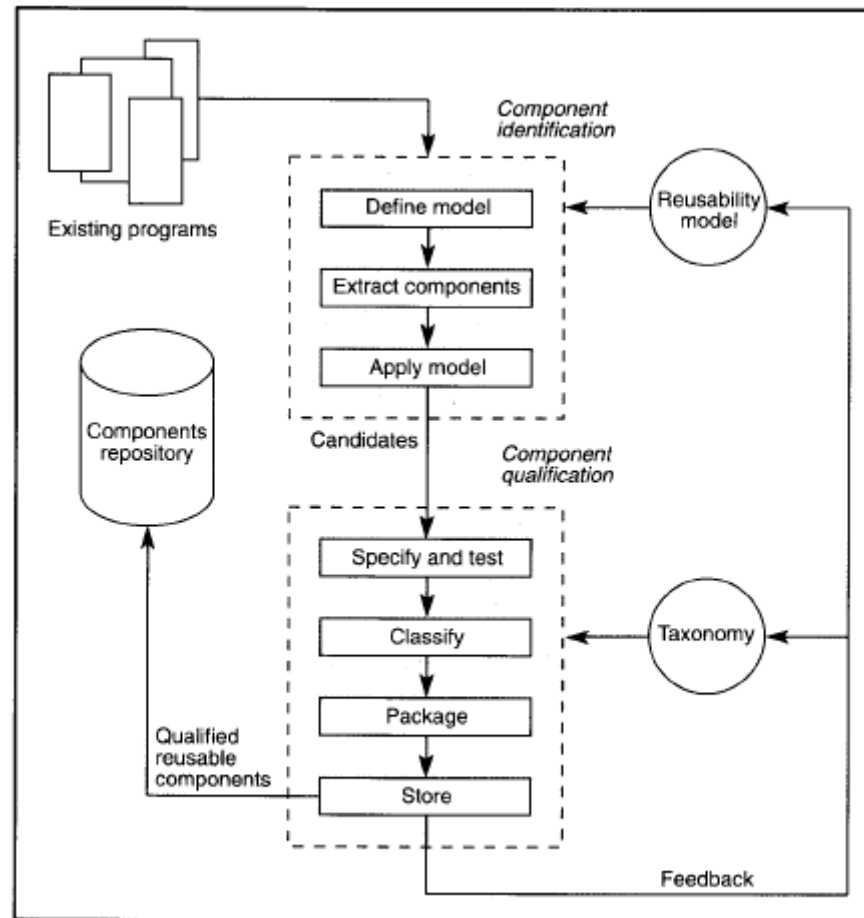 Component
identification
Existing programs
Define model
Extract components
Apply model
Reusability
model
Components
repository
Candidates
Component
qualification
Specify and test
Classify
Package
Store
Taxonomy
Qualified
reusable
components
Feedback